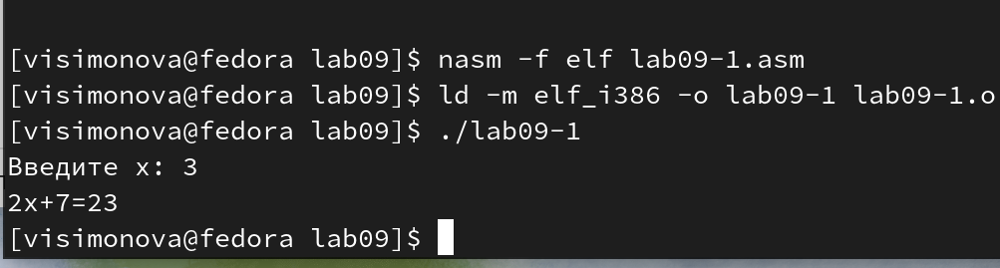 [visimonova@fedora lab09]$ nasm -f elf lab09-1.asm
[visimonova@fedora lab09]$ ld -m elf_i386 -o lab09-1 lab09-1.o
[visimonova@fedora lab09]$ ./lab09-1
Введите x: 3
2x+7=23
[visimonova@fedora lab09]$